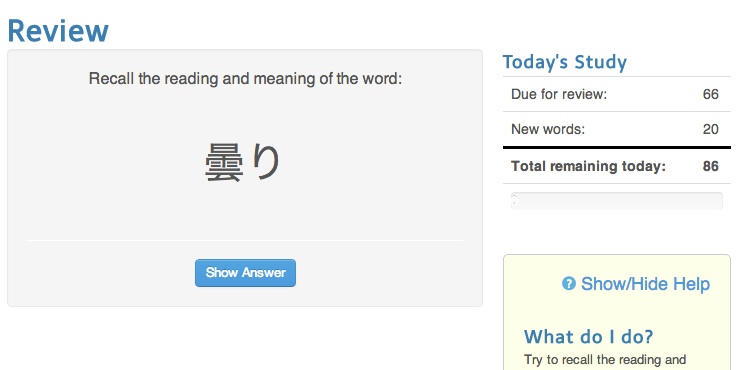 Review
Recall the reading and meaning of the word:
曇り
Show Answer
Today's Study
Due for review: 66
New words: 20
Total remaining today: 86
Show/Hide Help
What do I do?
Try to recall the reading and